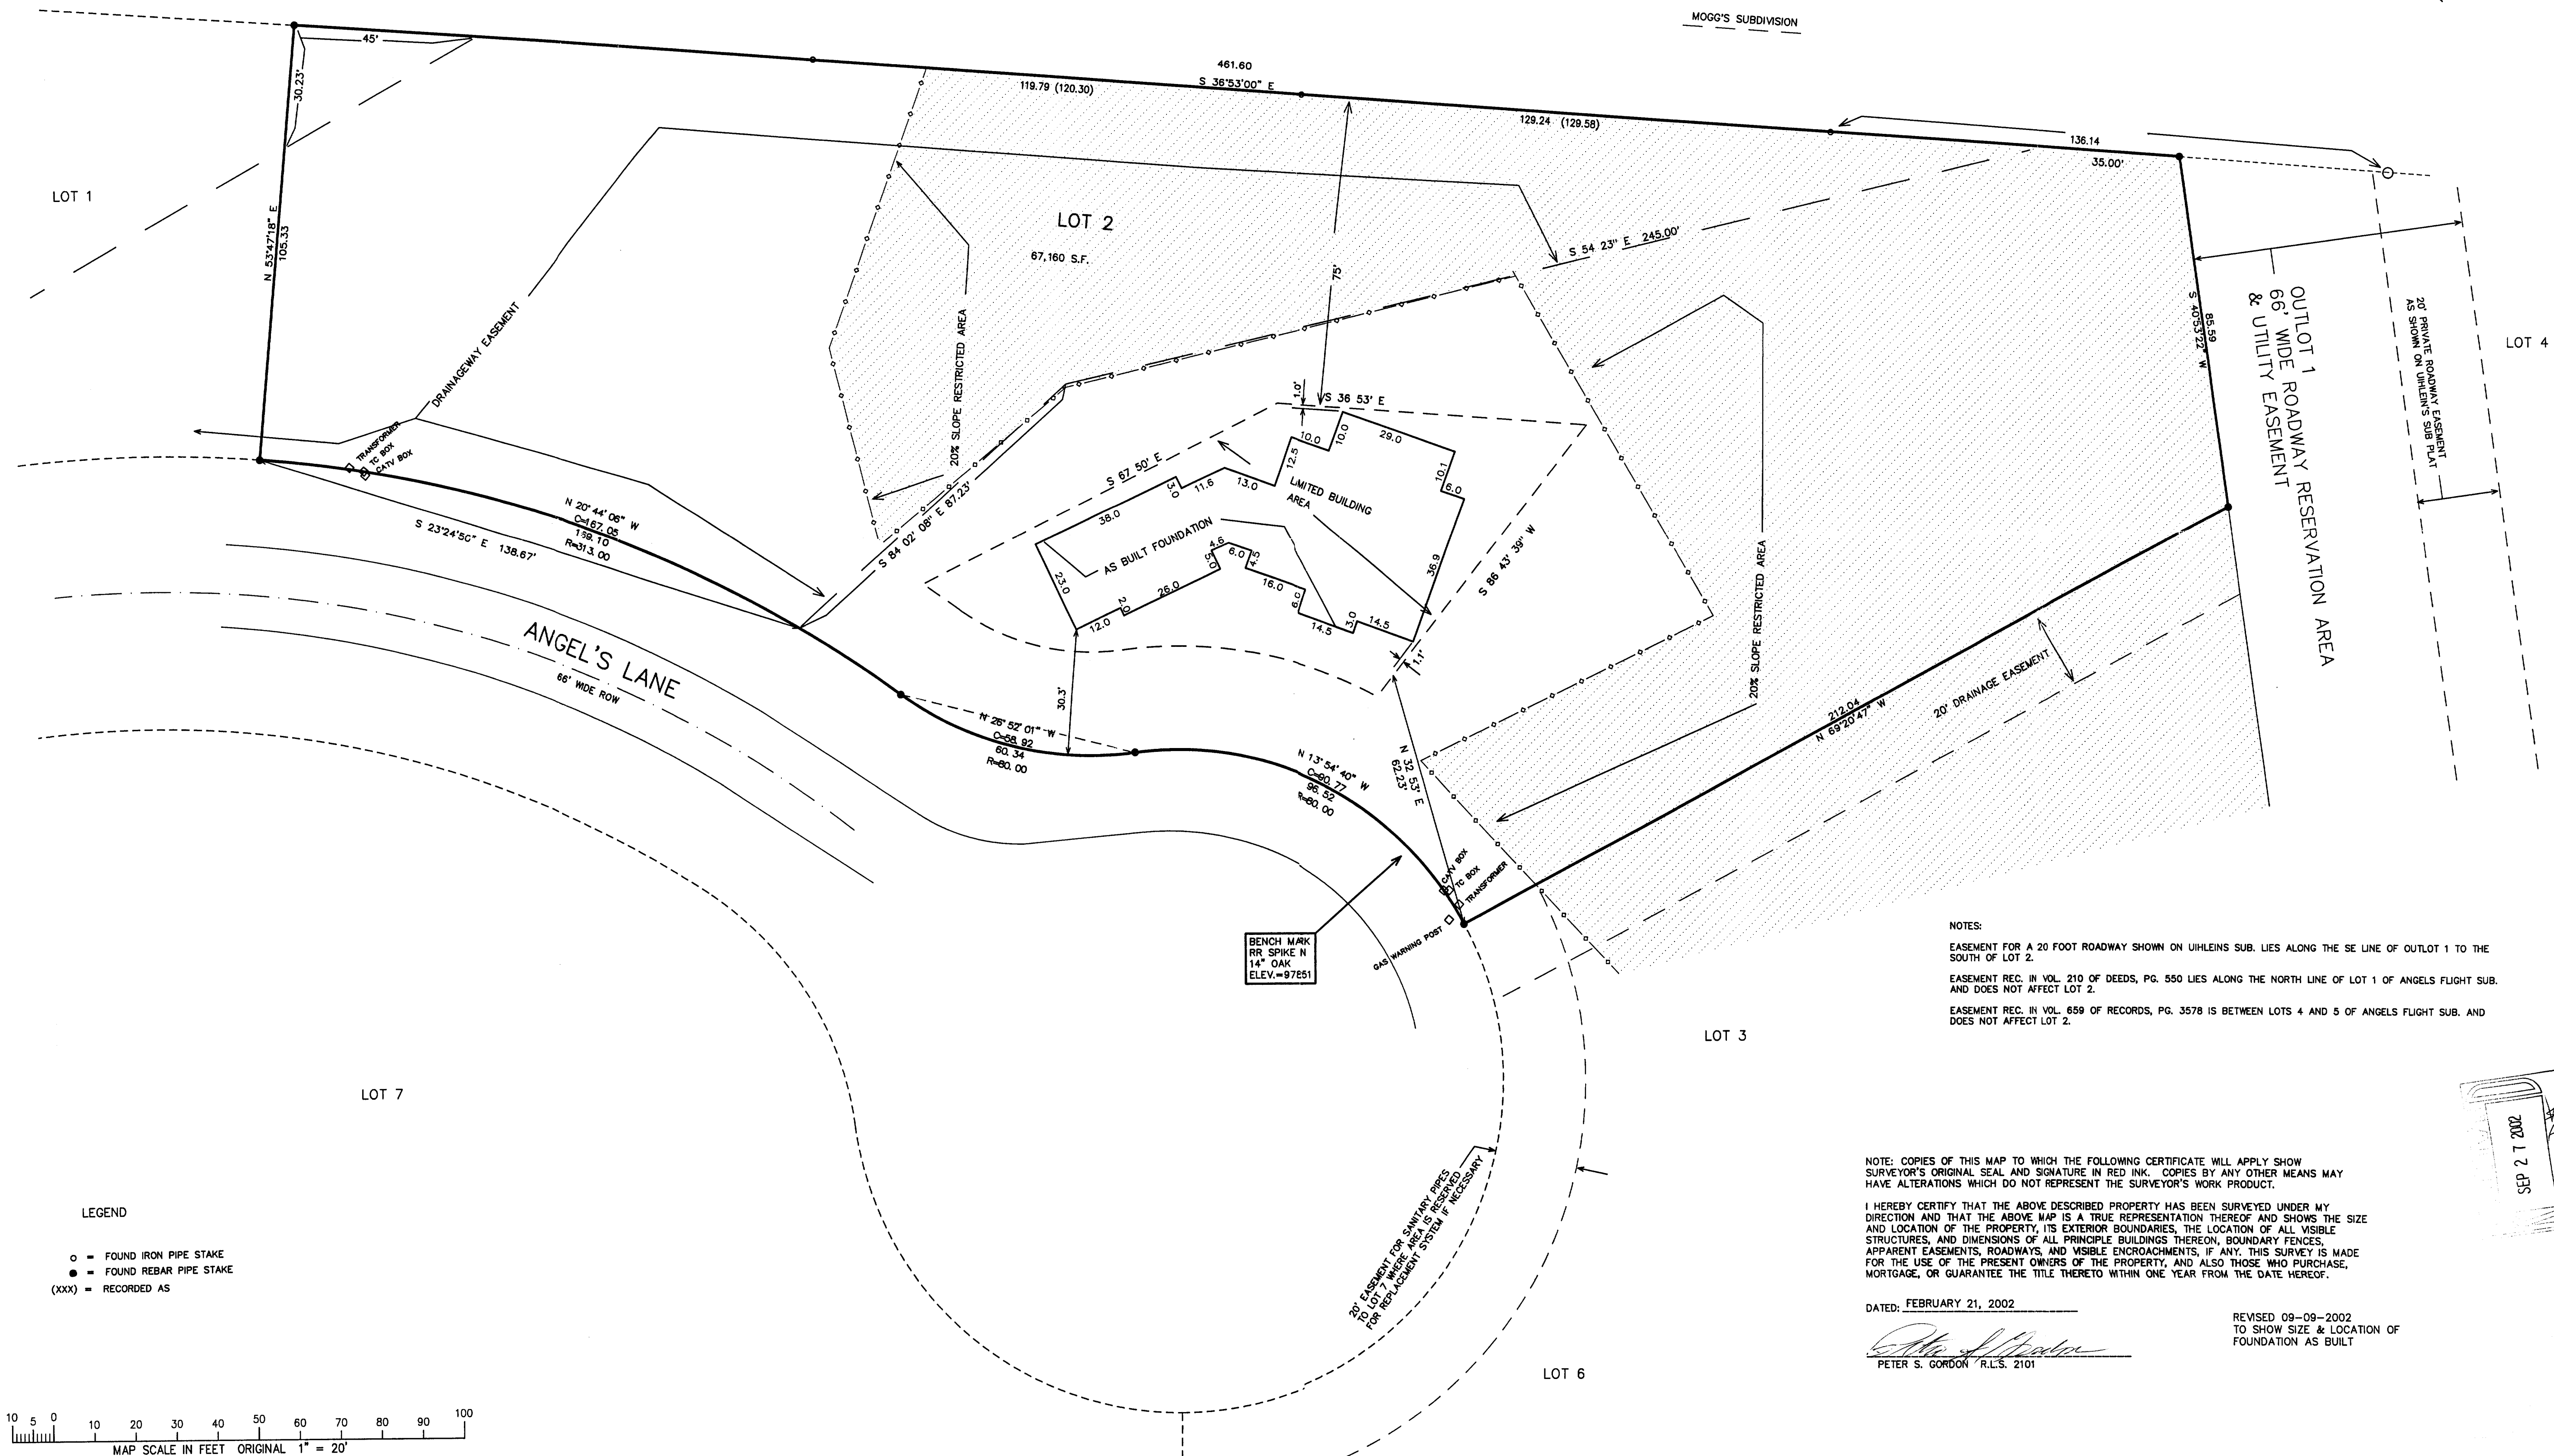 MOGG'S SUBDIVISION
45'
30.23'
461.60
S 36°53'00" E
119.79 (120.30)
129.24 (129.58)
136.14
35.00'
LOT 1
N 53°47'18" E
105.33
LOT 2
67,160 S.F.
75'
S 54 23" E 245.00'
S 40°53'22" W
85.59
OUTLOT 1
66' WIDE ROADWAY RESERVATION AREA
& UTILITY EASEMENT
20' PRIVATE ROADWAY EASEMENT
AS SHOWN ON UIHLEIN'S SUB PLAT
LOT 4
DRAINAGEWAY EASEMENT
20% SLOPE RESTRICTED AREA
TRANSFORMER
TC BOX
CATV BOX
N 20°44'06" W
C=167.05
169.10
R=313.00
S 23°24'50" E 138.67'
S 84 02' 08" E 87.23'
S 67 50' E
1.0'
S 36 53' E
10.0
10.0
29.0
12.5
10.1
6.0
3.0
11.6
13.0
LIMITED BUILDING
AREA
38.0
AS BUILT FOUNDATION
4.6
6.0
4.5
5.0
23.0
26.0
2.0
12.0
16.0
6.0
14.5
3.0
14.5
36.9
S 86 43' 39" W
1.1'
20% SLOPE RESTRICTED AREA
ANGEL'S LANE
66' WIDE ROW
30.3'
N 26°52'01" W
C=58.92
60.34
R=80.00
N 13°54'40" W
C=90.77
96.52
R=80.00
N 32 53' E
62.23'
212.04
N 69°20'47" W
20' DRAINAGE EASEMENT
CATV BOX
TC BOX
TRANSFORMER
GAS WARNING POST
BENCH MARK
RR SPIKE N
14" OAK
ELEV.=97851
NOTES:
EASEMENT FOR A 20 FOOT ROADWAY SHOWN ON UIHLEINS SUB. LIES ALONG THE SE LINE OF OUTLOT 1 TO THE
SOUTH OF LOT 2.
EASEMENT REC. IN VOL. 210 OF DEEDS, PG. 550 LIES ALONG THE NORTH LINE OF LOT 1 OF ANGELS FLIGHT SUB.
AND DOES NOT AFFECT LOT 2.
EASEMENT REC. IN VOL. 659 OF RECORDS, PG. 3578 IS BETWEEN LOTS 4 AND 5 OF ANGELS FLIGHT SUB. AND
DOES NOT AFFECT LOT 2.
LOT 3
LOT 7
SEP 27 2002
NOTE: COPIES OF THIS MAP TO WHICH THE FOLLOWING CERTIFICATE WILL APPLY SHOW
SURVEYOR'S ORIGINAL SEAL AND SIGNATURE IN RED INK. COPIES BY ANY OTHER MEANS MAY
HAVE ALTERATIONS WHICH DO NOT REPRESENT THE SURVEYOR'S WORK PRODUCT.
I HEREBY CERTIFY THAT THE ABOVE DESCRIBED PROPERTY HAS BEEN SURVEYED UNDER MY
DIRECTION AND THAT THE ABOVE MAP IS A TRUE REPRESENTATION THEREOF AND SHOWS THE SIZE
AND LOCATION OF THE PROPERTY, ITS EXTERIOR BOUNDARIES, THE LOCATION OF ALL VISIBLE
STRUCTURES, AND DIMENSIONS OF ALL PRINCIPLE BUILDINGS THEREON, BOUNDARY FENCES,
APPARENT EASEMENTS, ROADWAYS, AND VISIBLE ENCROACHMENTS, IF ANY. THIS SURVEY IS MADE
FOR THE USE OF THE PRESENT OWNERS OF THE PROPERTY, AND ALSO THOSE WHO PURCHASE,
MORTGAGE, OR GUARANTEE THE TITLE THERETO WITHIN ONE YEAR FROM THE DATE HEREOF.
DATED: FEBRUARY 21, 2002
PETER S. GORDON R.L.S. 2101
REVISED 09-09-2002
TO SHOW SIZE & LOCATION OF
FOUNDATION AS BUILT
20' EASEMENT FOR SANITARY PIPES
TO LOT 7 WHERE AREA IS RESERVED
FOR REPLACEMENT SYSTEM IF NECESSARY
LOT 6
LEGEND
o = FOUND IRON PIPE STAKE
● = FOUND REBAR PIPE STAKE
(XXX) = RECORDED AS
10 5 0 10 20 30 40 50 60 70 80 90 100
MAP SCALE IN FEET ORIGINAL 1" = 20'